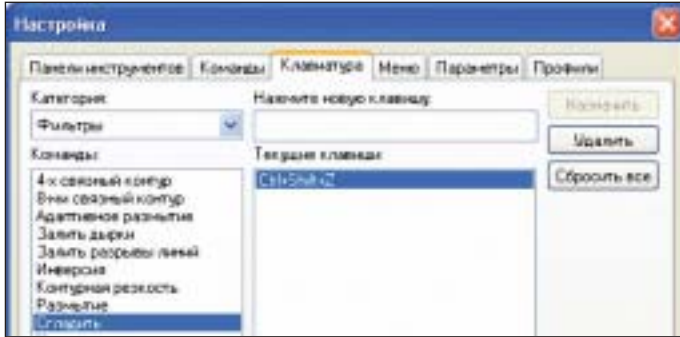 Настройка
Панели инструментов Команды Клавиатура Меню Параметры Профили
Категория: Нажмите новую клавишу: Назначить
Фильтры Удалить
Команды: Текущие клавиши: Сбросить все
4-х связный контур Ctrl+Shift+Z
8-ми связный контур
Адаптивное размытие
Залить дырки
Залить разрывы линий
Инверсия
Контурная резкость
Размытие
Сгладить